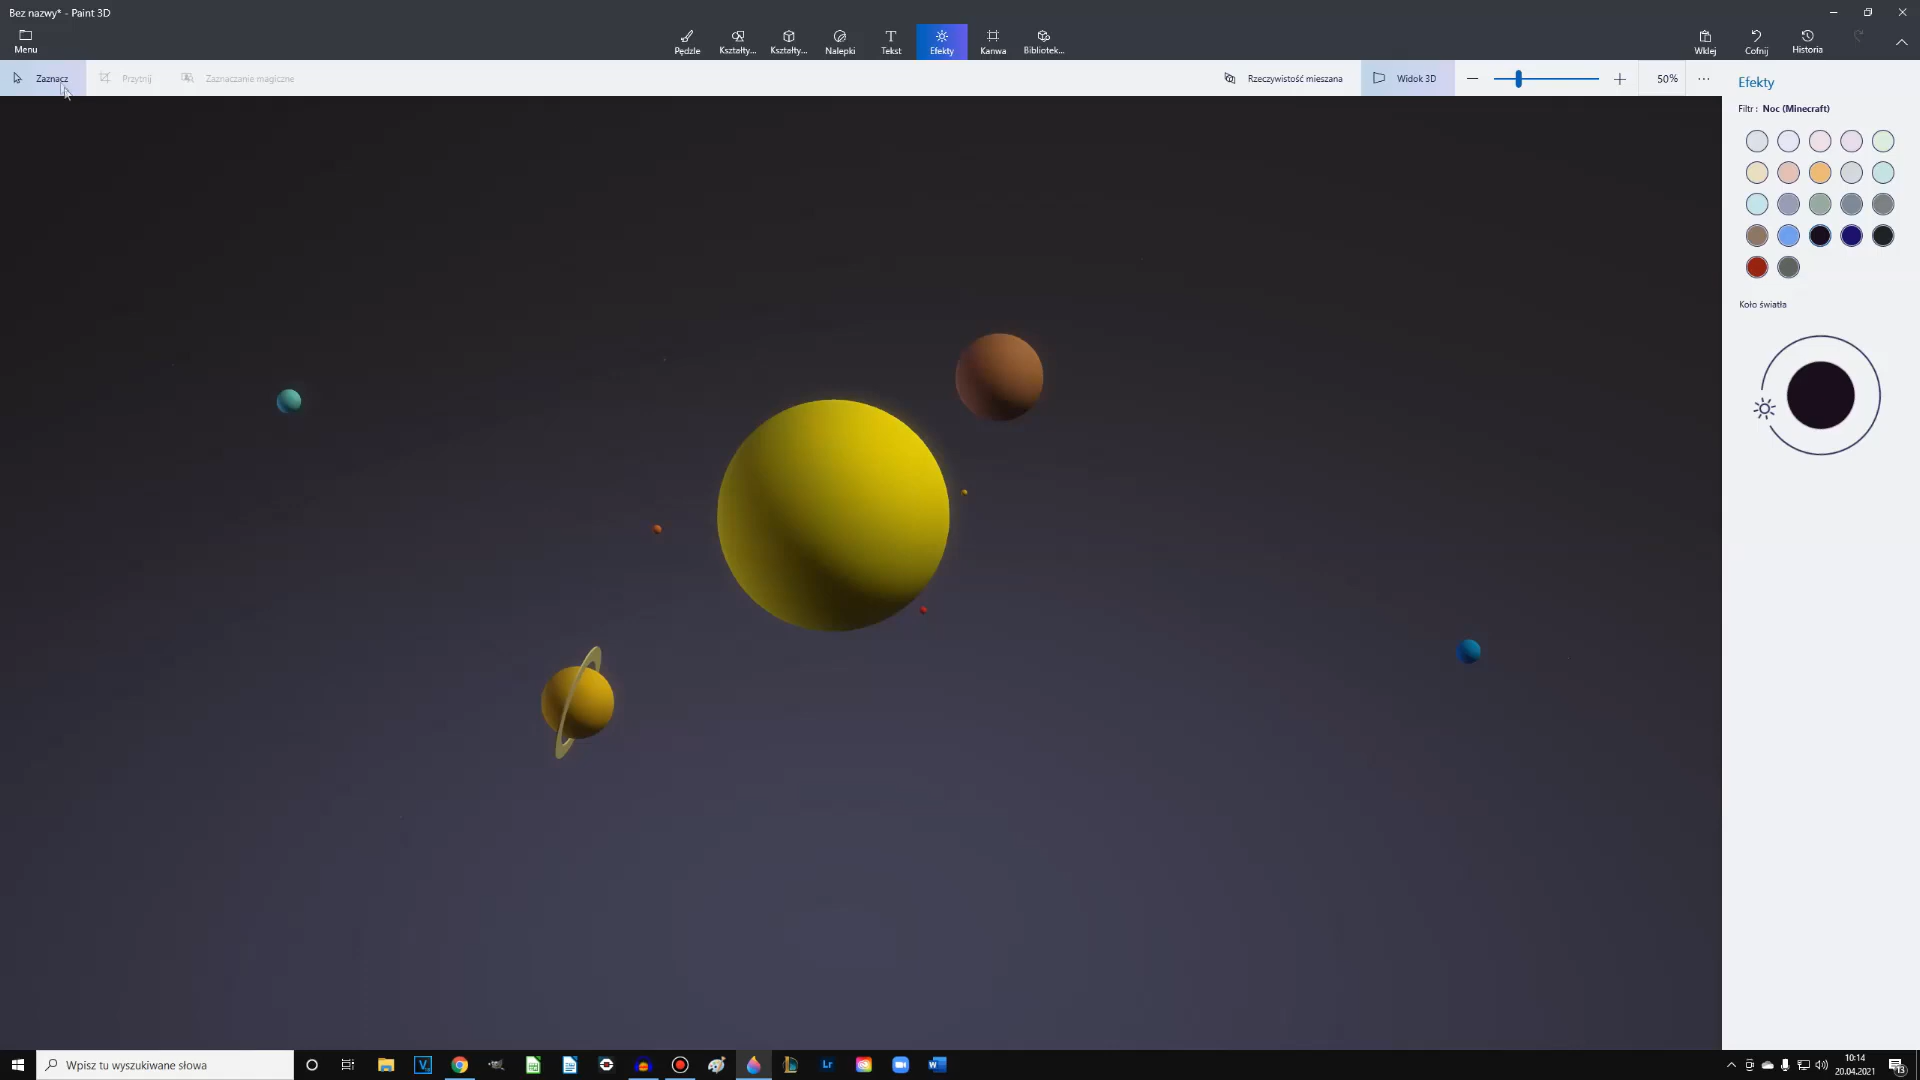 Bez nazwy* - Paint 3D
Menu
Pędzle
Kształty...
Kształty...
Nalepki
Tekst
Efekty
Kanwa
Bibliotek...
Wklej
Cofnij
Historia
Zaznacz
Przytnij
Zaznaczanie magiczne
Rzeczywistość mieszana
Widok 3D
50%
Efekty
Filtr : Noc (Minecraft)
Koło światła
Wpisz tu wyszukiwane słowa
Lr
10:14
20.04.2021
13